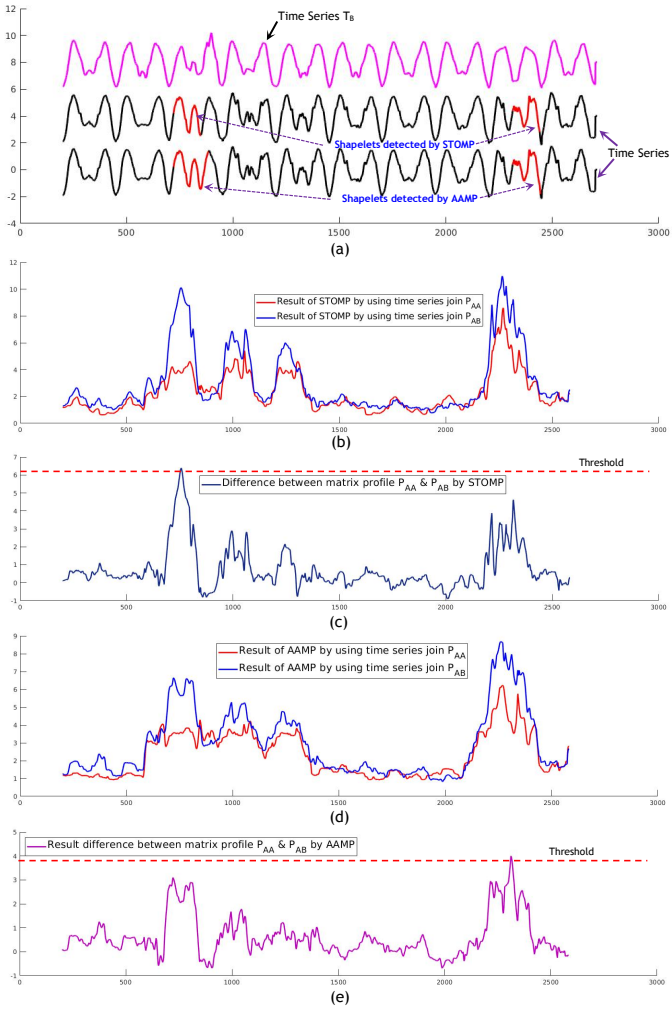 12
10
8
6
4
2
0
-2
-4
Time Series T_B
Shapelets detected by STOMP
Time Series
Shapelets detected by AAMP
0 500 1000 1500 2000 2500 3000
(a)
12
10
8
6
4
2
0
Result of STOMP by using time series join P_AA
Result of STOMP by using time series join P_AB
0 500 1000 1500 2000 2500 3000
(b)
7
6
5
4
3
2
1
0
-1
Threshold
Difference between matrix profile P_AA & P_AB by STOMP
0 500 1000 1500 2000 2500 3000
(c)
9
8
7
6
5
4
3
2
1
0
Result of AAMP by using time series join P_AA
Result of AAMP by using time series join P_AB
0 500 1000 1500 2000 2500 3000
(d)
5
4
3
2
1
0
-1
Result difference between matrix profile P_AA & P_AB by AAMP
Threshold
0 500 1000 1500 2000 2500 3000
(e)